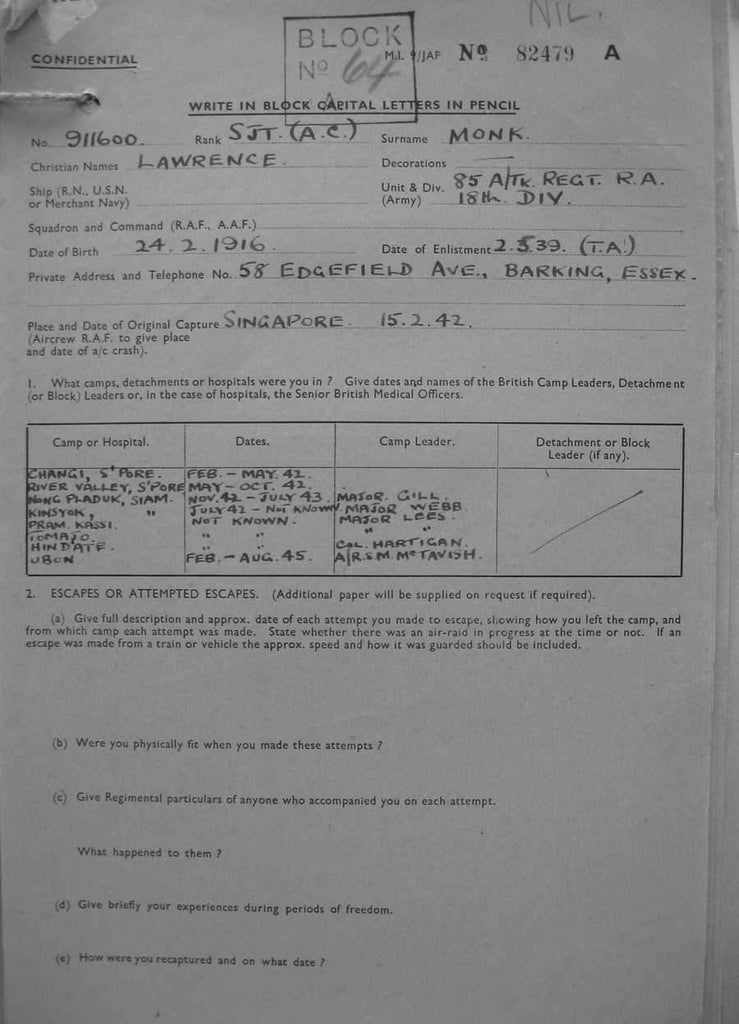 NIL.
BLOCK
Nº 64
CONFIDENTIAL
M.I. 9/JAP Nº 82479 A
WRITE IN BLOCK CAPITAL LETTERS IN PENCIL
No. 911600. Rank SJT. (A.C.) Surname MONK.
Christian Names LAWRENCE. Decorations
Ship (R.N., U.S.N. or Merchant Navy)
Unit & Div. (Army) 85 A/TK. REGT. R.A. 18th. DIV.
Squadron and Command (R.A.F., A.A.F.)
Date of Birth 24.2.1916. Date of Enlistment 2.5.39. (T.A.)
Private Address and Telephone No. 58 EDGEFIELD AVE., BARKING, ESSEX.
Place and Date of Original Capture SINGAPORE. 15.2.42.
(Aircrew R.A.F. to give place
and date of a/c crash).
1. What camps, detachments or hospitals were you in ? Give dates and names of the British Camp Leaders, Detachment
(or Block) Leaders or, in the case of hospitals, the Senior British Medical Officers.
Camp or Hospital. Dates. Camp Leader. Detachment or Block Leader (if any).
CHANGI, S'PORE. FEB. - MAY. 42.
RIVER VALLEY, S'PORE MAY - OCT. 42.
NONG PLADUK, SIAM. NOV. 42 - JULY 43. MAJOR. GILL.
KINSYOK, " JULY 42 - NOT KNOWN. MAJOR WEBB.
PRAM. KASSI. NOT KNOWN. MAJOR LEES.
TOMAJO. " " " "
HINDATE. " " COL. HARTIGAN.
UBON. FEB. - AUG. 45. A/R.S.M. McTAVISH.
2. ESCAPES OR ATTEMPTED ESCAPES. (Additional paper will be supplied on request if required).
(a) Give full description and approx. date of each attempt you made to escape, showing how you left the camp, and
from which camp each attempt was made. State whether there was an air-raid in progress at the time or not. If an
escape was made from a train or vehicle the approx. speed and how it was guarded should be included.
(b) Were you physically fit when you made these attempts ?
(c) Give Regimental particulars of anyone who accompanied you on each attempt.
What happened to them ?
(d) Give briefly your experiences during periods of freedom.
(e) How were you recaptured and on what date ?